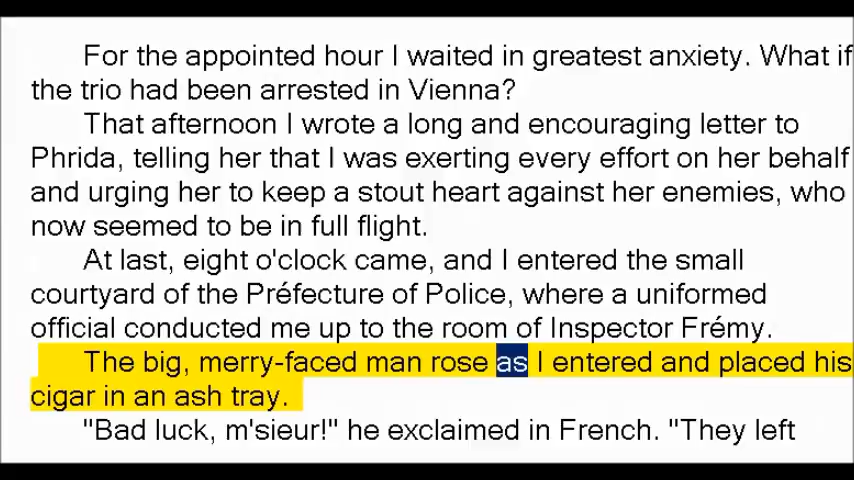 For the appointed hour I waited in greatest anxiety. What if
the trio had been arrested in Vienna?
That afternoon I wrote a long and encouraging letter to
Phrida, telling her that I was exerting every effort on her behalf
and urging her to keep a stout heart against her enemies, who
now seemed to be in full flight.
At last, eight o'clock came, and I entered the small
courtyard of the Préfecture of Police, where a uniformed
official conducted me up to the room of Inspector Frémy.
The big, merry-faced man rose as I entered and placed his
cigar in an ash tray.
"Bad luck, m'sieur!" he exclaimed in French. "They left